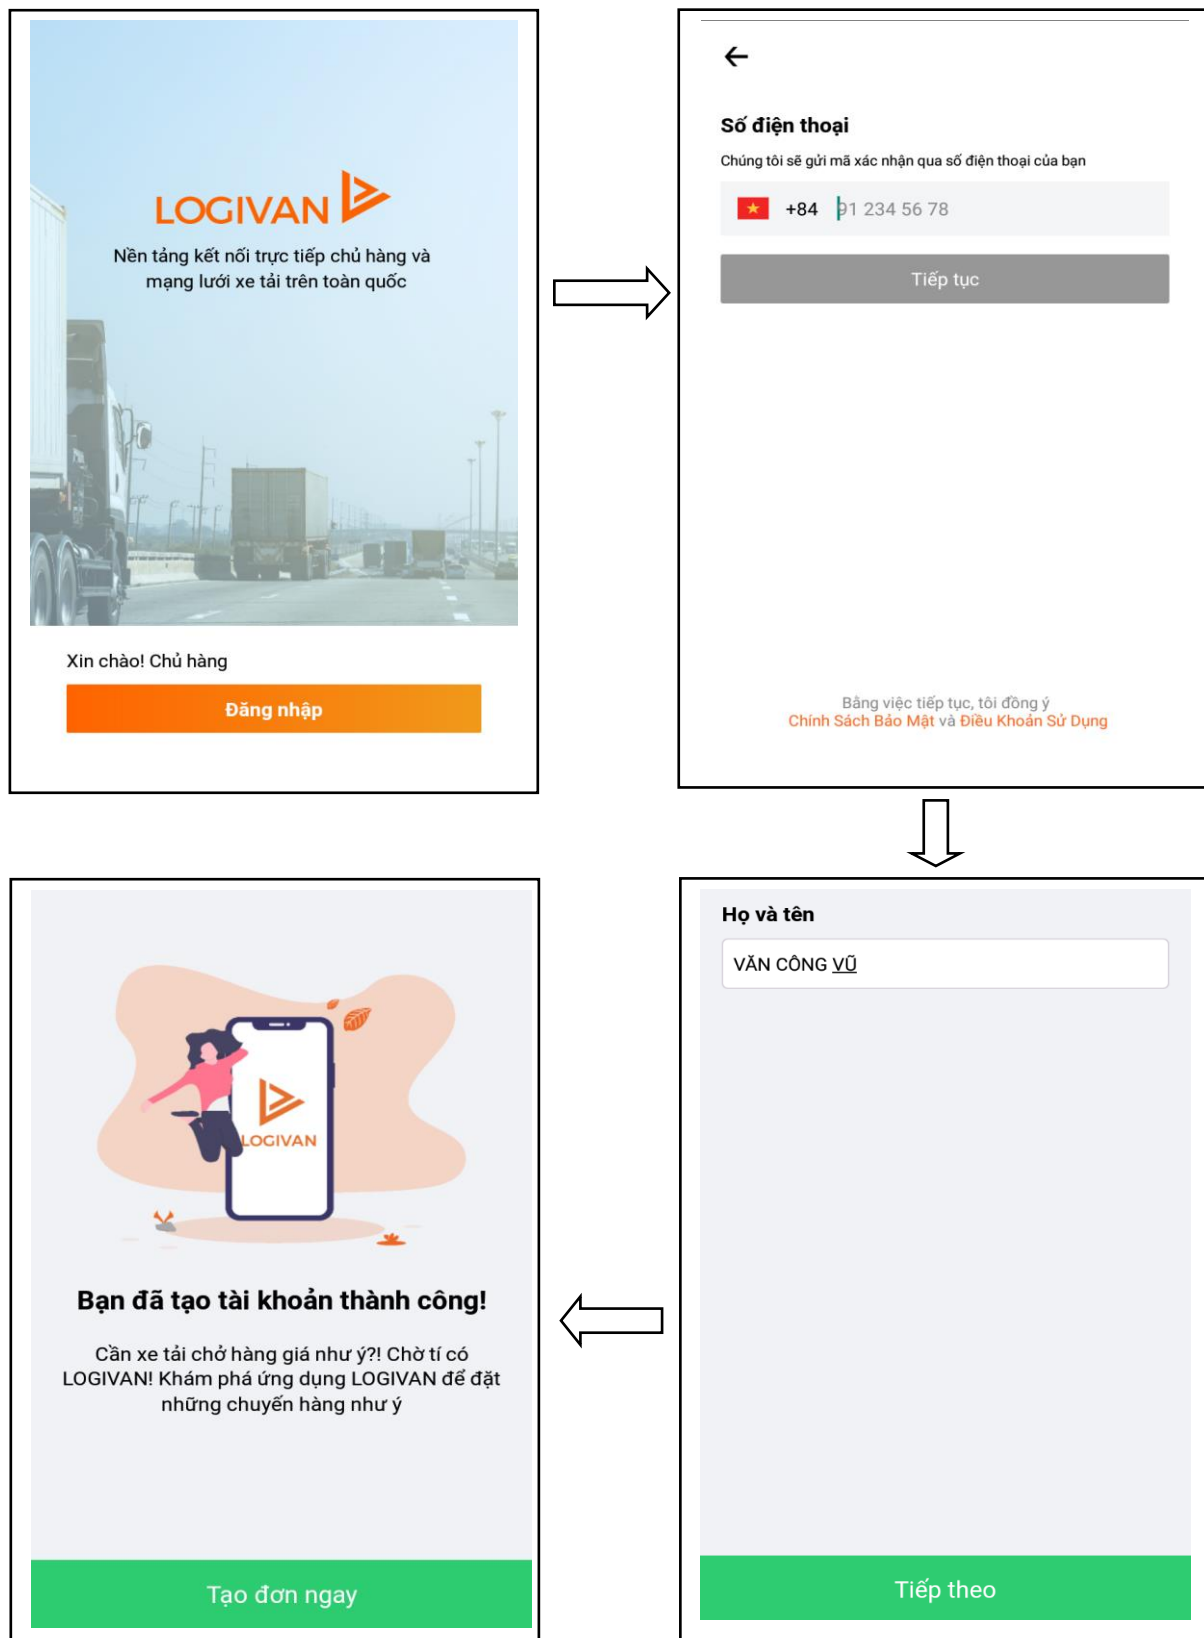 LOGIVAN
Nền tảng kết nối trực tiếp chủ hàng và
mạng lưới xe tải trên toàn quốc
Xin chào! Chủ hàng
Đăng nhập
Số điện thoại
Chúng tôi sẽ gửi mã xác nhận qua số điện thoại của bạn
+84 91 234 56 78
Tiếp tục
Bằng việc tiếp tục, tôi đồng ý
Chính Sách Bảo Mật và Điều Khoản Sử Dụng
Họ và tên
VĂN CÔNG VŨ
Tiếp theo
LOGIVAN
Bạn đã tạo tài khoản thành công!
Cần xe tải chở hàng giá như ý?! Chờ tí có
LOGIVAN! Khám phá ứng dụng LOGIVAN để đặt
những chuyến hàng như ý
Tạo đơn ngay